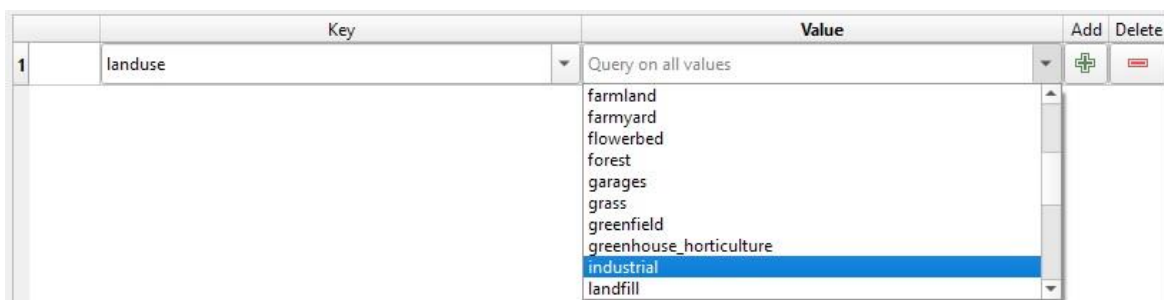 Key Value Add Delete
1 landuse Query on all values
farmland
farmyard
flowerbed
forest
garages
grass
greenfield
greenhouse_horticulture
industrial
landfill